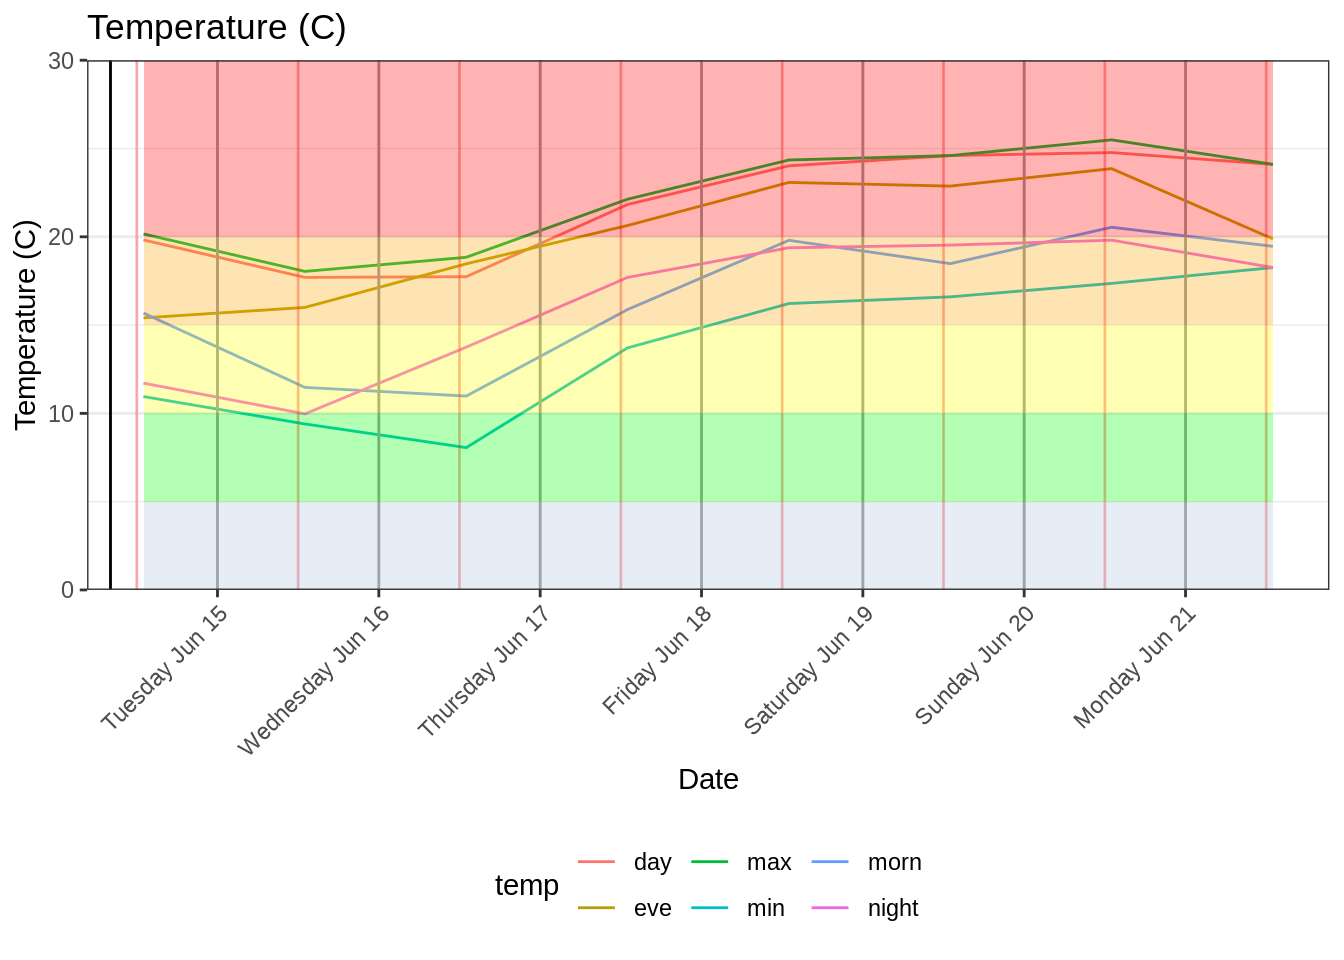 Temperature (C)
30
20
10
0
Temperature (C)
Tuesday Jun 15
Wednesday Jun 16
Thursday Jun 17
Friday Jun 18
Saturday Jun 19
Sunday Jun 20
Monday Jun 21
Date
temp
day max morn
eve min night